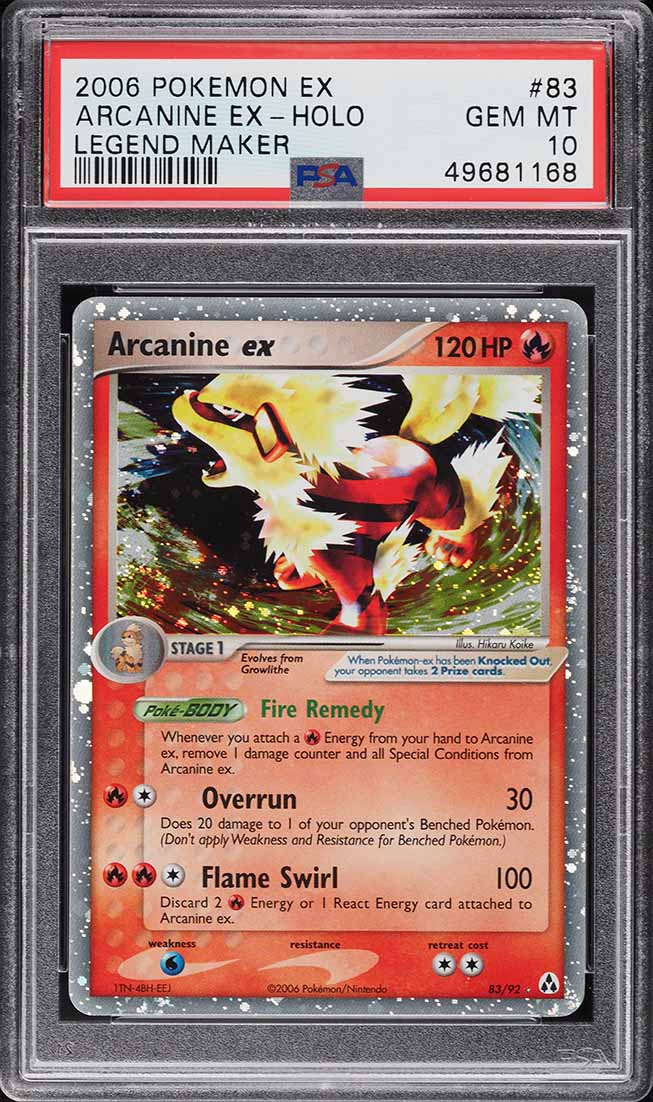 2006 POKEMON EX #83
ARCANINE EX – HOLO GEM MT
LEGEND MAKER 10
PSA 49681168
Arcanine ex 120 HP
Illus. Hikaru Koike
STAGE 1
Evolves from
Growlithe
When Pokémon-ex has been Knocked Out,
your opponent takes 2 Prize cards.
Poké-BODY Fire Remedy
Whenever you attach a Energy from your hand to Arcanine
ex, remove 1 damage counter and all Special Conditions from
Arcanine ex.
Overrun 30
Does 20 damage to 1 of your opponent's Benched Pokémon.
(Don't apply Weakness and Resistance for Benched Pokémon.)
Flame Swirl 100
Discard 2 Energy or 1 React Energy card attached to
Arcanine ex.
weakness resistance retreat cost
1TN-4BH-EEJ ©2006 Pokémon/Nintendo 83/92
PSA